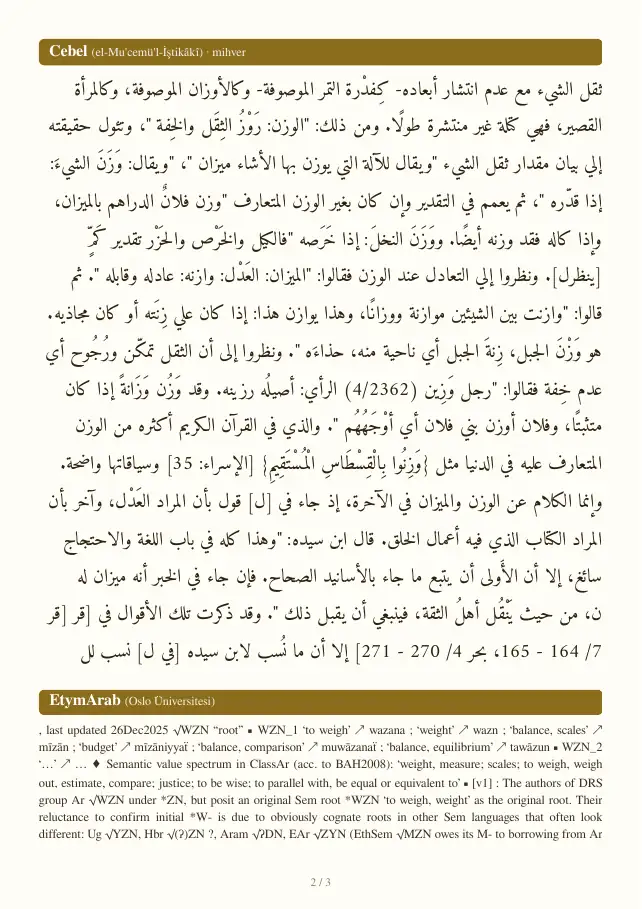 Cebel (el-Mu'cemü'l-İştikâkî) · mihver
ثقل الشيء مع عدم انتشار أبعاده- كِفدْرة التمر الموصوفة- وكالأوزان الموصوفة، وكالمرأة
القصير، فهي كتلة غير منتشرة طولًا. ومن ذلك: "الوزن: رَوْزُ الثِقَل والخِفة "، وتئول حقيقته
إلي بيان مقدار ثقل الشيء "ويقال للآلة التي يوزن بها الأشاء ميزان "، "ويقال: وَزَنَ الشيءَ:
إذا قدّره "، ثم يعمم في التقدير وإن كان بغير الوزن المتعارف "وزن فلانٌ الدراهم بالميزان،
وإذا كاله فقد وزنه أيضًا. ووَزَنَ النخلَ: إذا خَرَصه "فالكيل والخَرْص والحَزْر تقدير كَمٍّ
[ينظرل]. ونظروا إلي التعادل عند الوزن فقالوا: "الميزان: العَدْل: وازنه: عادله وقابله ". ثم
قالوا: "وازنت بين الشيئين موازنة ووزانًا، وهذا يوازن هذا: إذا كان علي زِنَته أو كان محاذيه.
هو وَزْنَ الجبل، زِنةَ الجبل أي ناحية منه، حذاءَه ". ونظروا إلى أن الثقل تمكّن ورُجُوح أي
عدم خِفة فقالوا: "رجل وَزِين (4/2362) الرأي: أصيلُه رزينه. وقد وَزُن وَزَانةً إذا كان
متثبتًا، وفلان أوزن بني فلان أي أوْجَهُهُم ". والذي في القرآن الكريم أكثره من الوزن
المتعارف عليه في الدنيا مثل {وَزِنُوا بِالْقِسْطَاسِ الْمُسْتَقِيمِ} [الإسراء: 35] وسياقاتها واضحة.
وإنما الكلام عن الوزن والميزان في الآخرة، إذ جاء في [ل] قول بأن المراد العَدْل، وآخر بأن
المراد الكتاب الذي فيه أعمال الخلق. قال ابن سيده: "وهذا كله في باب اللغة والاحتجاج
سائغ، إلا أن الأَولى أن يتبع ما جاء بالأسانيد الصحاح. فإن جاء في الخبر أنه ميزان له
ن، من حيث يَنْقُل أهلُ الثقة، فينبغي أن يقبل ذلك ". وقد ذكرت تلك الأقوال في [قر [قر
7/ 164 - 165، بحر 4/ 270 - 271] إلا أن ما نُسب لابن سيده [في ل] نسب لل
EtymArab (Oslo Üniversitesi)
, last updated 26Dec2025 √WZN “root” ▪ WZN_1 ‘to weigh’ ↗ wazana ; ‘weight’ ↗ wazn ; ‘balance, scales’ ↗
mīzān ; ‘budget’ ↗ mīzāniyyaẗ ; ‘balance, comparison’ ↗ muwāzanaẗ ; ‘balance, equilibrium’ ↗ tawāzun ▪ WZN_2
‘…’ ↗ … ♦ Semantic value spectrum in ClassAr (acc. to BAH2008): ‘weight, measure; scales; to weigh, weigh
out, estimate, compare; justice; to be wise; to parallel with, be equal or equivalent to’ ▪ [v1] : The authors of DRS
group Ar √WZN under *ZN, but posit an original Sem root *WZN ‘to weigh, weight’ as the original root. Their
reluctance to confirm initial *W- is due to obviously cognate roots in other Sem languages that often look
different: Ug √YZN, Hbr √(ʔ)ZN ?, Aram √ʔDN, EAr √ZYN (EthSem √MZN owes its M- to borrowing from Ar
2 / 3